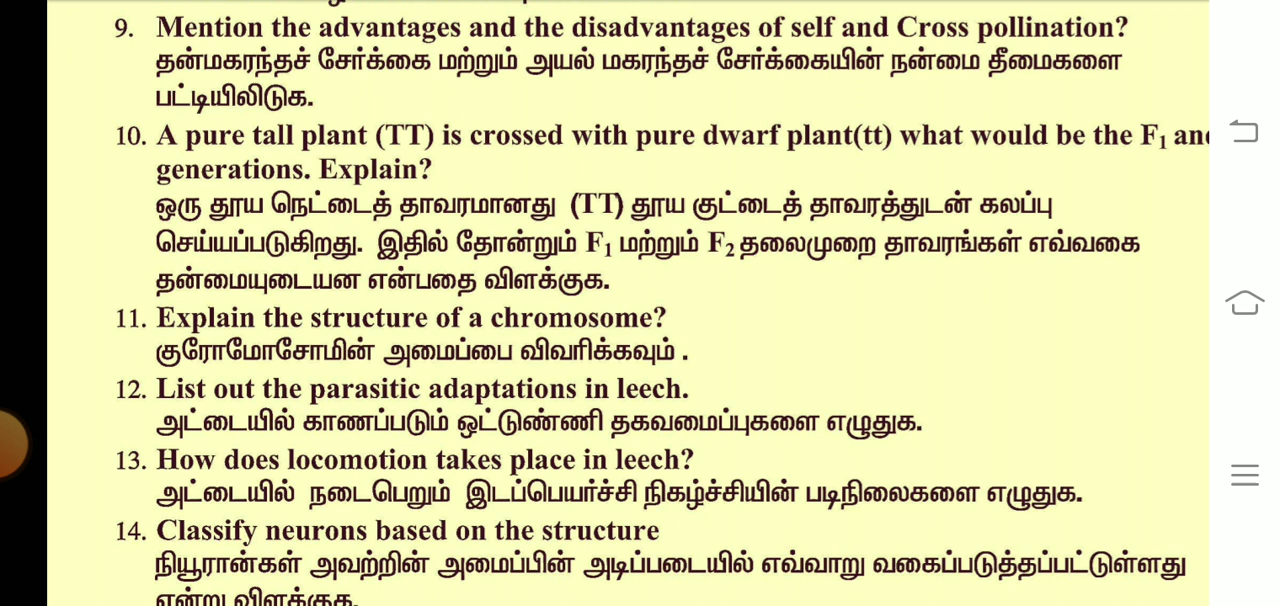 9. Mention the advantages and the disadvantages of self and Cross pollination?
தன்மகரந்தச் சேர்க்கை மற்றும் அயல் மகரந்தச் சேர்க்கையின் நன்மை தீமைகளை
பட்டியிலிடுக.
10. A pure tall plant (TT) is crossed with pure dwarf plant(tt) what would be the F₁
generations. Explain?
ஒரு தூய நெட்டைத் தாவரமானது (TT) தூய குட்டைத் தாவரத்துடன் கலப்பு
செய்யப்படுகிறது. இதில் தோன்றும் F₁ மற்றும் F₂ தலைமுறை தாவரங்கள் எவ்வகை
தன்மையுடையன என்பதை விளக்குக.
11. Explain the structure of a chromosome?
குரோமோசோமின் அமைப்பை விவரிக்கவும் .
12. List out the parasitic adaptations in leech.
அட்டையில் காணப்படும் ஒட்டுண்ணி தகவமைப்புகளை எழுதுக.
13. How does locomotion takes place in leech?
அட்டையில் நடைபெறும் இடப்பெயர்ச்சி நிகழ்ச்சியின் படிநிலைகளை எழுதுக.
14. Classify neurons based on the structure
நியூரான்கள் அவற்றின் அமைப்பின் அடிப்படையில் எவ்வாறு வகைப்படுத்தப்பட்டுள்ளது
என்று விளக்குக.